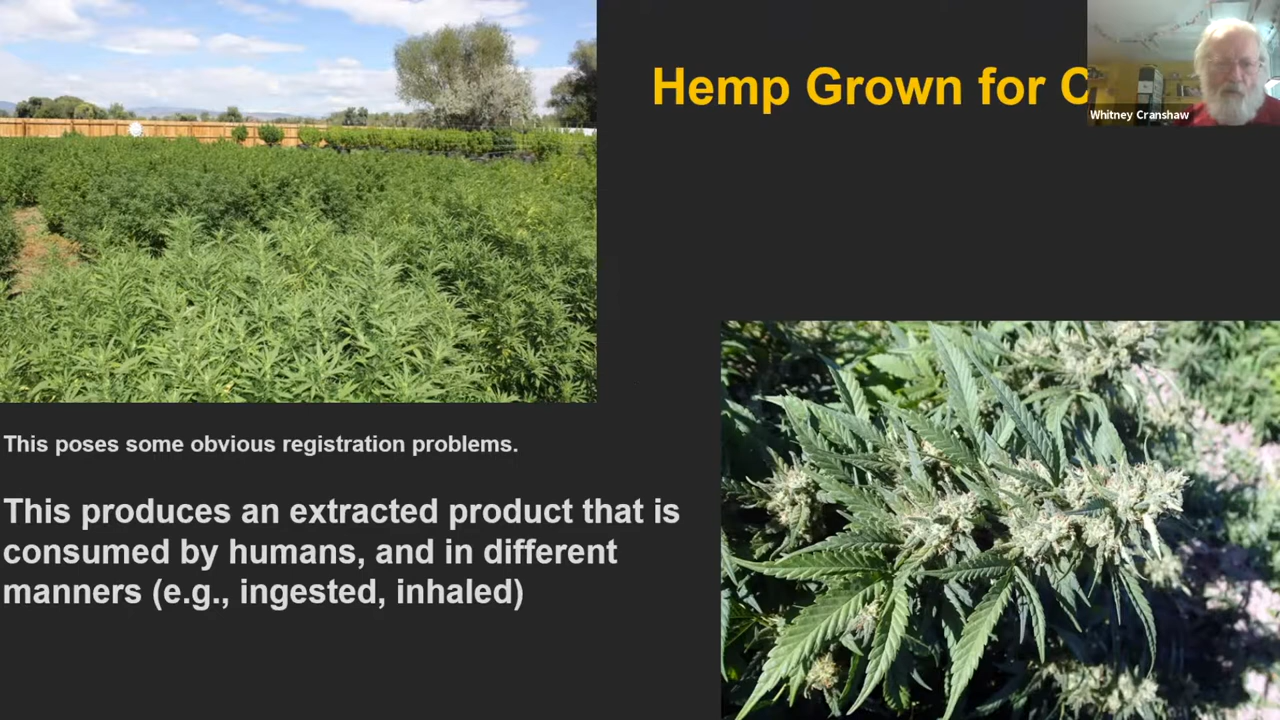 Hemp Grown for C
Whitney Cranshaw
This poses some obvious registration problems.
This produces an extracted product that is
consumed by humans, and in different
manners (e.g., ingested, inhaled)